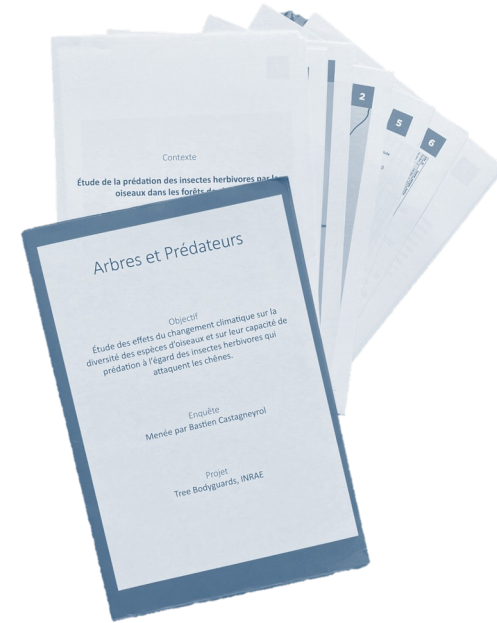 Contexte
Étude de la prédation des insectes herbivores par
oiseaux dans les forêts
2
5
6
Arbres et Prédateurs
Objectif
Étude des effets du changement climatique sur la
diversité des espèces d'oiseaux et sur leur capacité de
prédation à l'égard des insectes herbivores qui
attaquent les chênes.
Enquête
Menée par Bastien Castagneyrol
Projet
Tree Bodyguards, INRAE